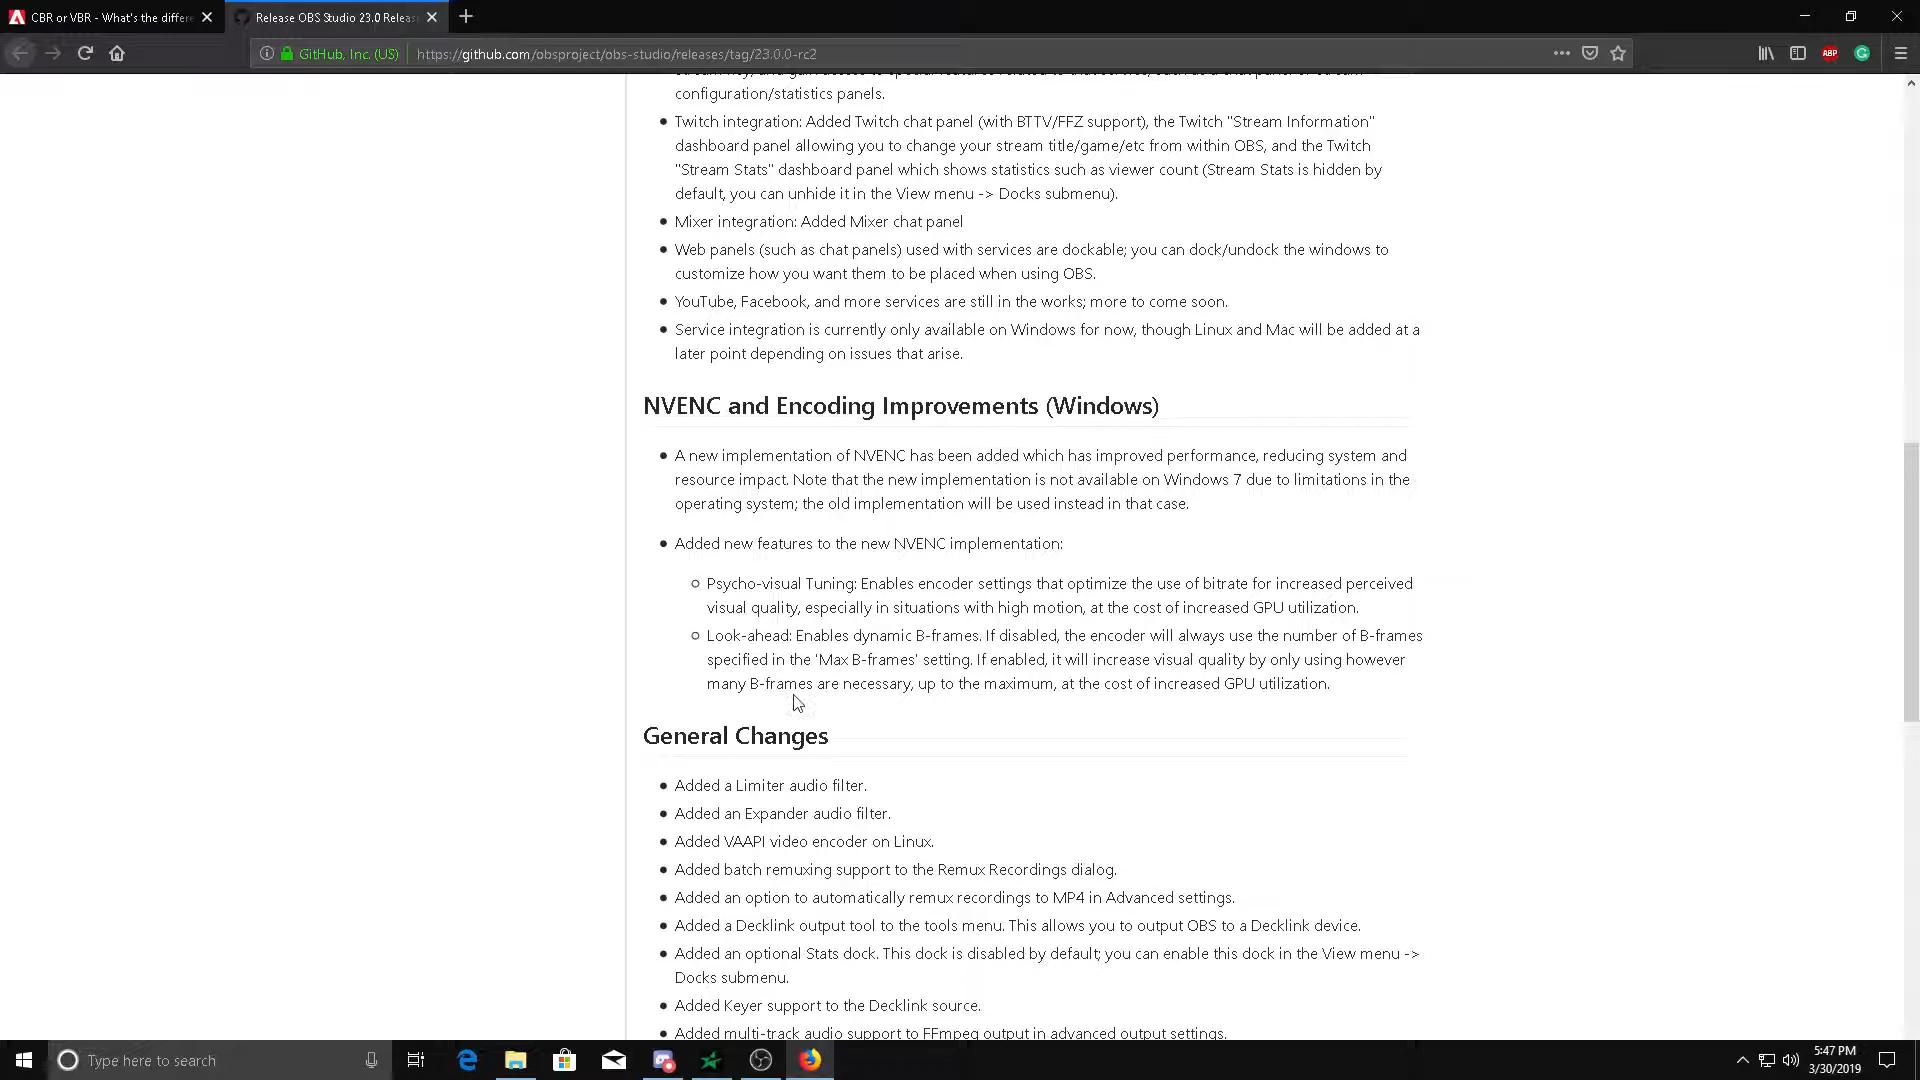 CBR or VBR - What's the differe
Release OBS Studio 23.0 Releas
GitHub, Inc. (US)
https://github.com/obsproject/obs-studio/releases/tag/23.0.0-rc2
ABP
configuration/statistics panels.
Twitch integration: Added Twitch chat panel (with BTTV/FFZ support), the Twitch "Stream Information"
dashboard panel allowing you to change your stream title/game/etc from within OBS, and the Twitch
"Stream Stats" dashboard panel which shows statistics such as viewer count (Stream Stats is hidden by
default, you can unhide it in the View menu -> Docks submenu).
Mixer integration: Added Mixer chat panel
Web panels (such as chat panels) used with services are dockable; you can dock/undock the windows to
customize how you want them to be placed when using OBS.
YouTube, Facebook, and more services are still in the works; more to come soon.
Service integration is currently only available on Windows for now, though Linux and Mac will be added at a
later point depending on issues that arise.
NVENC and Encoding Improvements (Windows)
A new implementation of NVENC has been added which has improved performance, reducing system and
resource impact. Note that the new implementation is not available on Windows 7 due to limitations in the
operating system; the old implementation will be used instead in that case.
Added new features to the new NVENC implementation:
Psycho-visual Tuning: Enables encoder settings that optimize the use of bitrate for increased perceived
visual quality, especially in situations with high motion, at the cost of increased GPU utilization.
Look-ahead: Enables dynamic B-frames. If disabled, the encoder will always use the number of B-frames
specified in the 'Max B-frames' setting. If enabled, it will increase visual quality by only using however
many B-frames are necessary, up to the maximum, at the cost of increased GPU utilization.
General Changes
Added a Limiter audio filter.
Added an Expander audio filter.
Added VAAPI video encoder on Linux.
Added batch remuxing support to the Remux Recordings dialog.
Added an option to automatically remux recordings to MP4 in Advanced settings.
Added a Decklink output tool to the tools menu. This allows you to output OBS to a Decklink device.
Added an optional Stats dock. This dock is disabled by default; you can enable this dock in the View menu ->
Docks submenu.
Added Keyer support to the Decklink source.
Added multi-track audio support to FFmpeg output in advanced output settings.
Type here to search
5:47 PM
3/30/2019